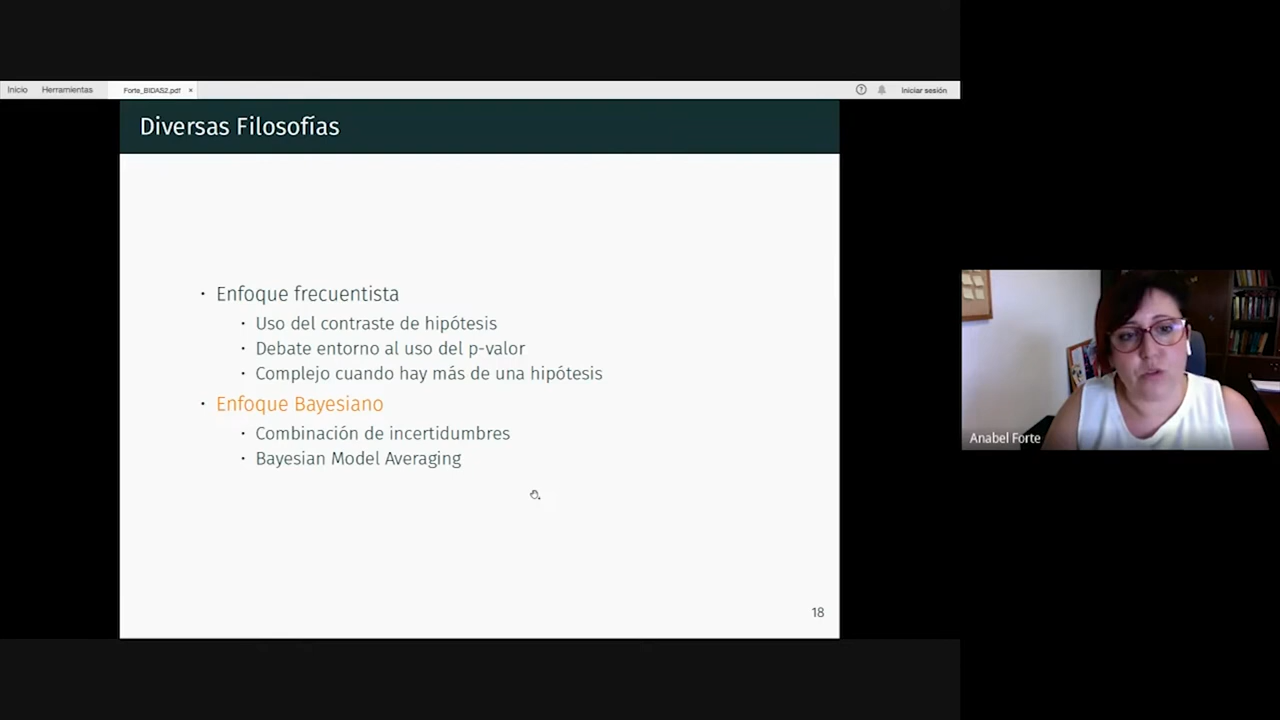 Inicio Herramientas Forte_BIDAS2.pdf × Iniciar sesión
Diversas Filosofías
· Enfoque frecuentista
· Uso del contraste de hipótesis
· Debate entorno al uso del p-valor
· Complejo cuando hay más de una hipótesis
· Enfoque Bayesiano
· Combinación de incertidumbres
· Bayesian Model Averaging
18
Anabel Forte